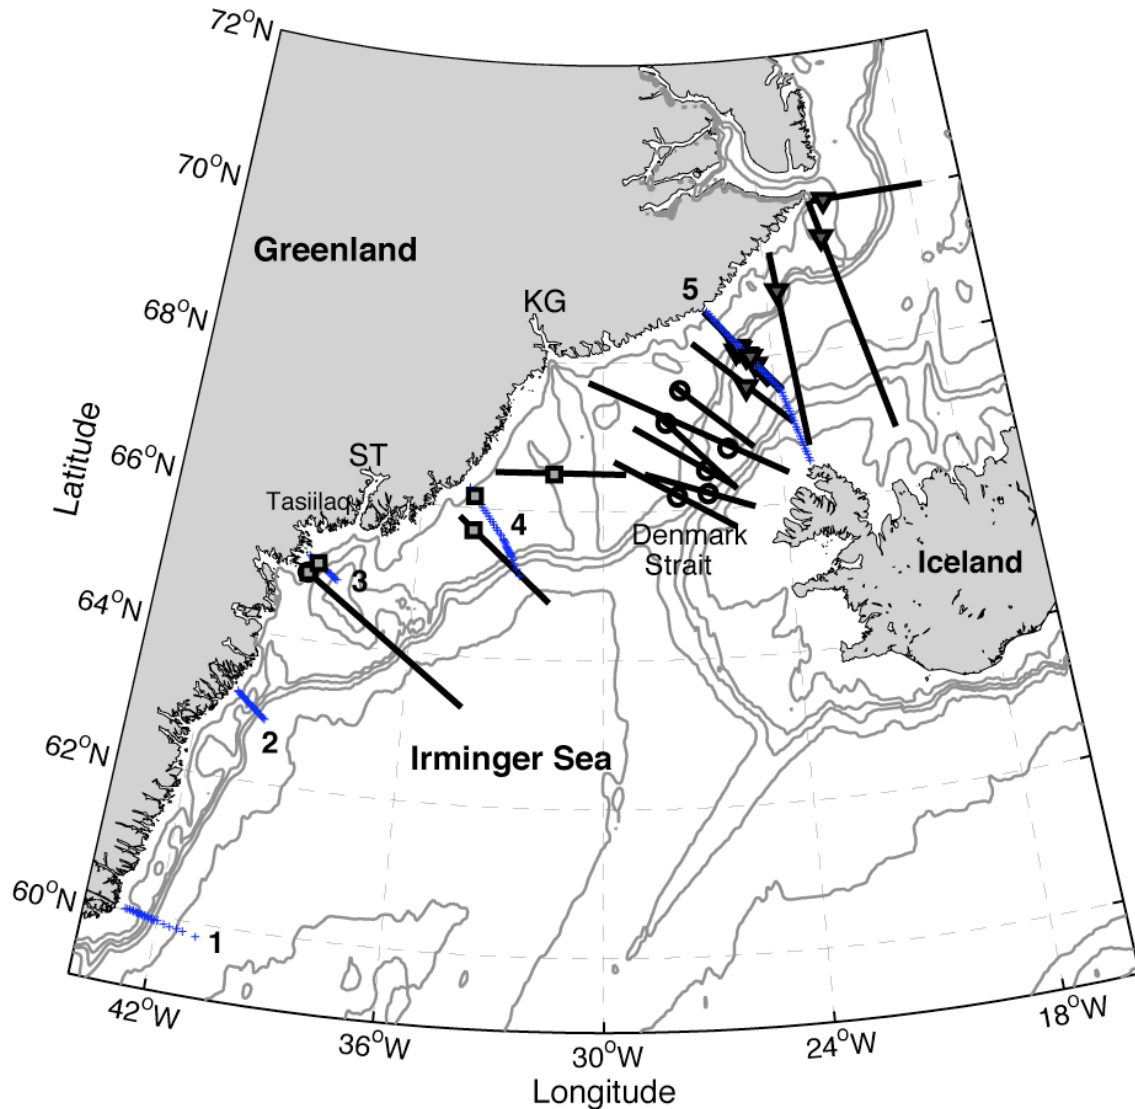 72°N
70°N
68°N
66°N
64°N
62°N
60°N
Latitude
Greenland
KG
5
ST
Tasiilaq
4
3
2
1
Denmark
Strait
Iceland
Irminger Sea
42°W
36°W
30°W
24°W
18°W
Longitude